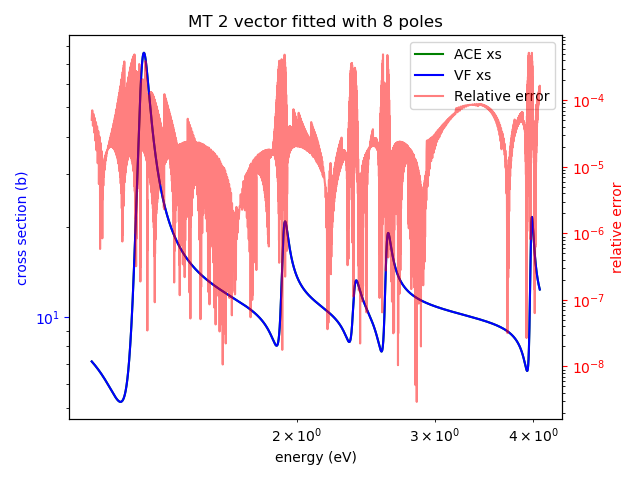 MT 2 vector fitted with 8 poles
ACE xs
VF xs
Relative error
cross section (b)
10¹
relative error
10⁻⁴
10⁻⁵
10⁻⁶
10⁻⁷
10⁻⁸
2 × 10⁰
3 × 10⁰
4 × 10⁰
energy (eV)